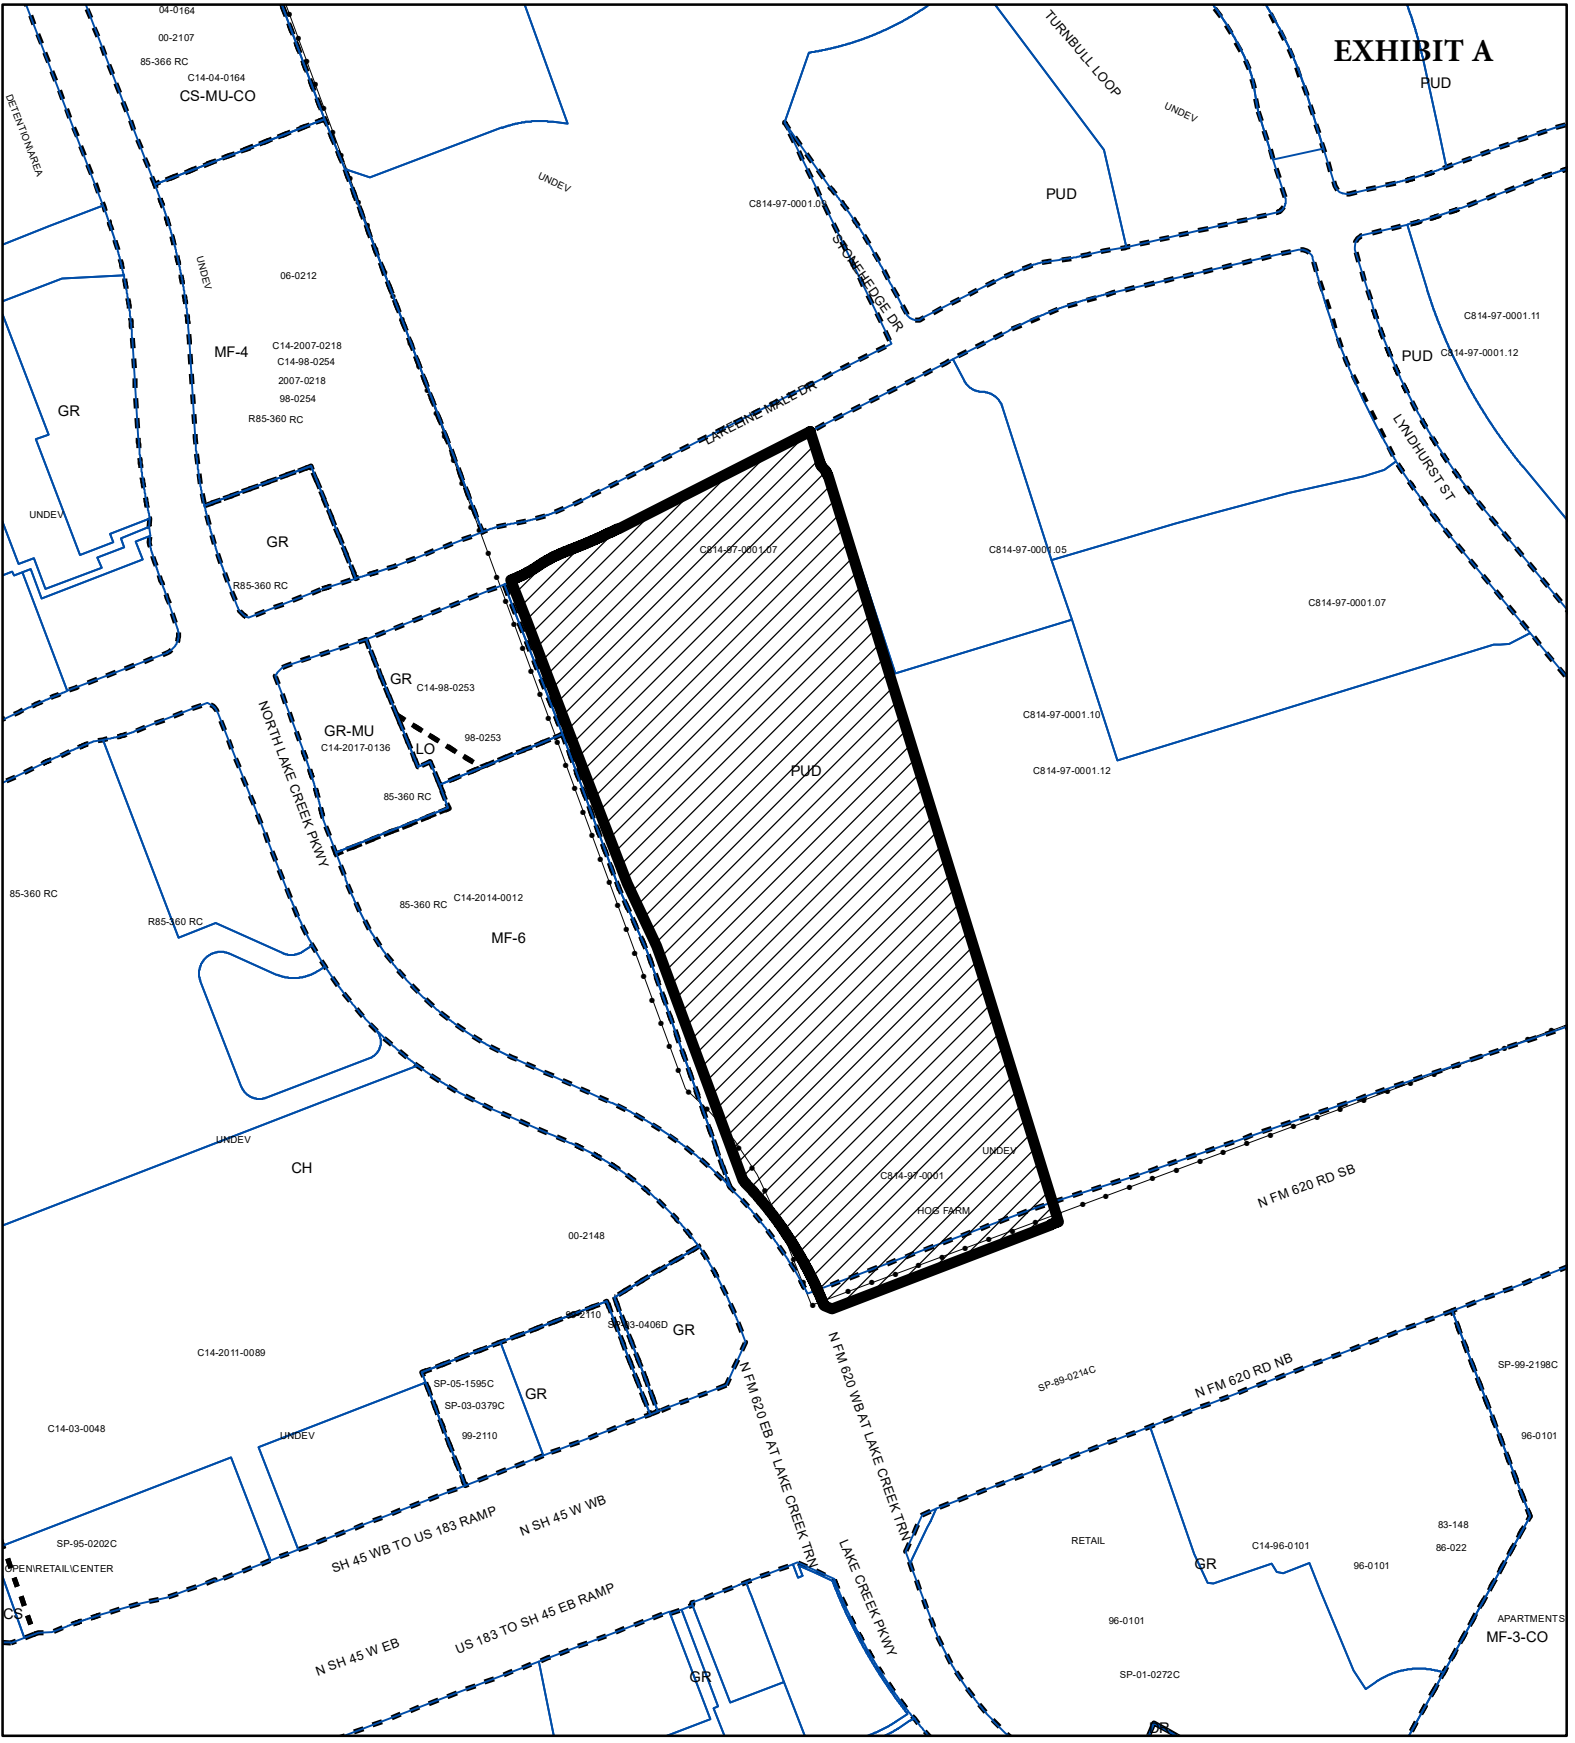 EXHIBIT A
04-0164
00-2107
85-366 RC
C14-04-0164
CS-MU-CO
DETENTION\AREA
TURNBULL LOOP
UNDEV
PUD
UNDEV
C814-97-0001.09
PUD
STONEHEDGE DR
UNDEV
06-0212
MF-4
C14-2007-0218
C14-98-0254
2007-0218
98-0254
R85-360 RC
GR
LAKELINE MALL DR
C814-97-0001.11
PUD
C814-97-0001.12
LYNDHURST ST
UNDEV
GR
R85-360 RC
C814-97-0001.07
C814-97-0001.05
C814-97-0001.07
GR
C14-98-0253
GR-MU
C14-2017-0136
LO
98-0253
85-360 RC
NORTH LAKE CREEK PKWY
PUD
C814-97-0001.10
C814-97-0001.12
85-360 RC
R85-360 RC
85-360 RC
C14-2014-0012
MF-6
UNDEV
CH
UNDEV
C814-97-0001
HOG FARM
N FM 620 RD SB
00-2148
99-2110
SP-03-0406D
GR
C14-2011-0089
SP-05-1595C
SP-03-0379C
99-2110
GR
N FM 620 EB AT LAKE CREEK TRN
N FM 620 WB AT LAKE CREEK TRN
SP-89-0214C
N FM 620 RD NB
SP-99-2198C
96-0101
C14-03-0048
UNDEV
SP-95-0202C
OPEN\RETAIL\CENTER
CS
SH 45 WB TO US 183 RAMP
N SH 45 W WB
N SH 45 W EB
US 183 TO SH 45 EB RAMP
LAKE CREEK PKWY
GR
RETAIL
GR
C14-96-0101
96-0101
83-148
86-022
96-0101
SP-01-0272C
APARTMENTS
MF-3-CO